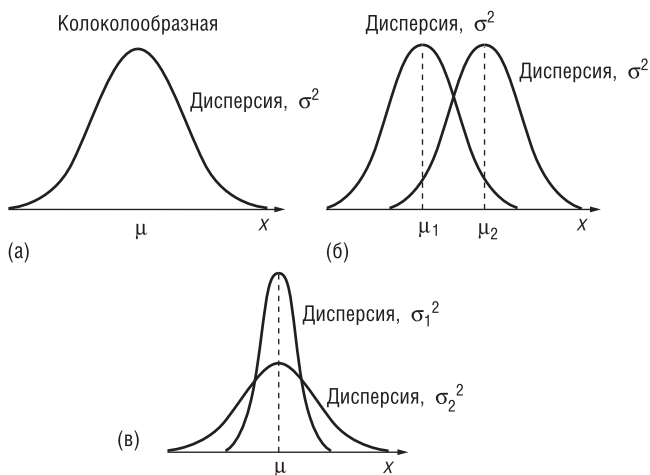 Колоколообразная
Дисперсия, σ²
μ
x
(а)
Дисперсия, σ²
Дисперсия, σ²
μ₁
μ₂
x
(б)
Дисперсия, σ₁²
Дисперсия, σ₂²
μ
x
(в)